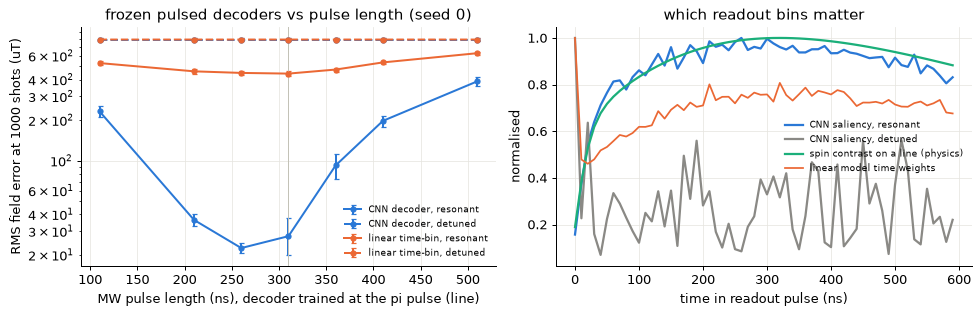 frozen pulsed decoders vs pulse length (seed 0)
RMS field error at 1000 shots (uT)
6 × 10²
4 × 10²
3 × 10²
2 × 10²
10²
6 × 10¹
4 × 10¹
3 × 10¹
2 × 10¹
CNN decoder, resonant
CNN decoder, detuned
linear time-bin, resonant
linear time-bin, detuned
100 150 200 250 300 350 400 450 500
MW pulse length (ns), decoder trained at the pi pulse (line)
which readout bins matter
normalised
1.0
0.8
0.6
0.4
0.2
CNN saliency, resonant
CNN saliency, detuned
spin contrast on a line (physics)
linear model time weights
0 100 200 300 400 500 600
time in readout pulse (ns)